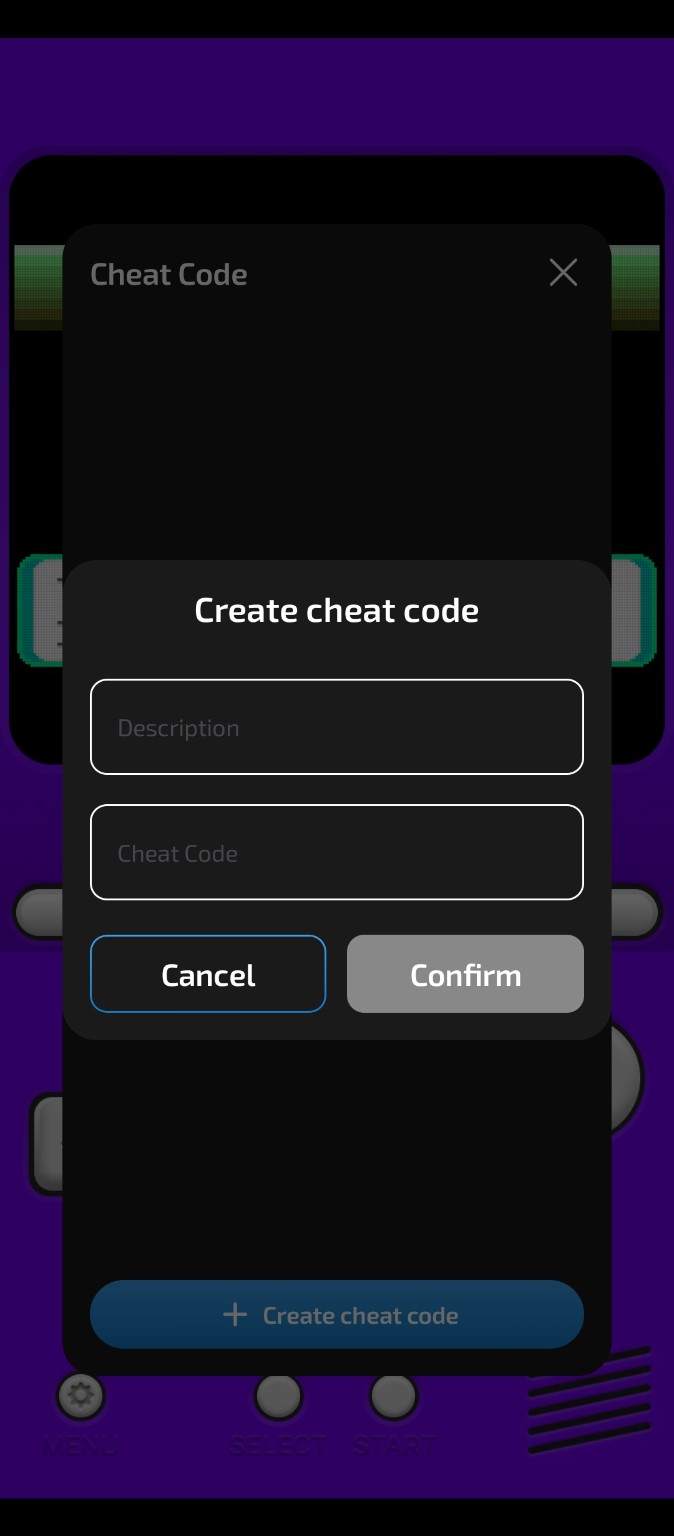 Cheat Code
Create cheat code
Description
Cheat Code
Cancel
Confirm
Create cheat code
MENU
SELECT
START